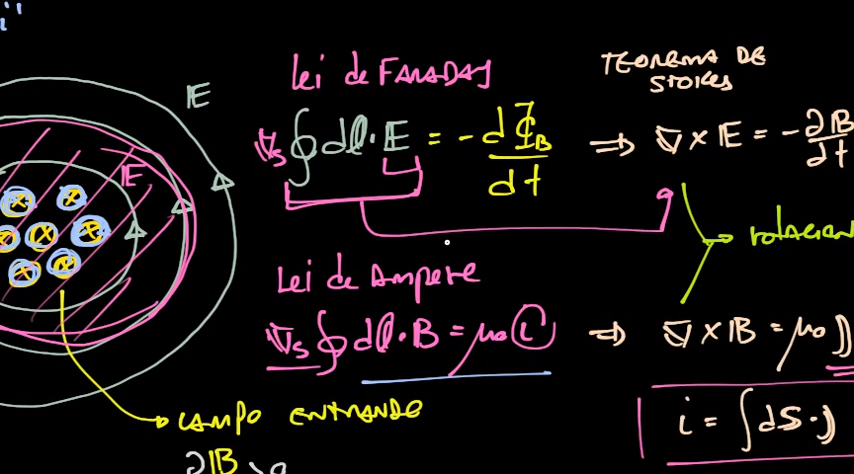 i"
Lei de FARADAY
TEOREMA DE
STOKES
E
∇s ∮ dl · E = - dΦB/dt ⇒ ∇ × E = - ∂B/∂t
E
Lei de Ampere
∇s ∮ dl · B = μ0 i ⇒ ∇ × B = μ0 J
i = ∫ dS · J
CAMPO ENTRANDO
∂B